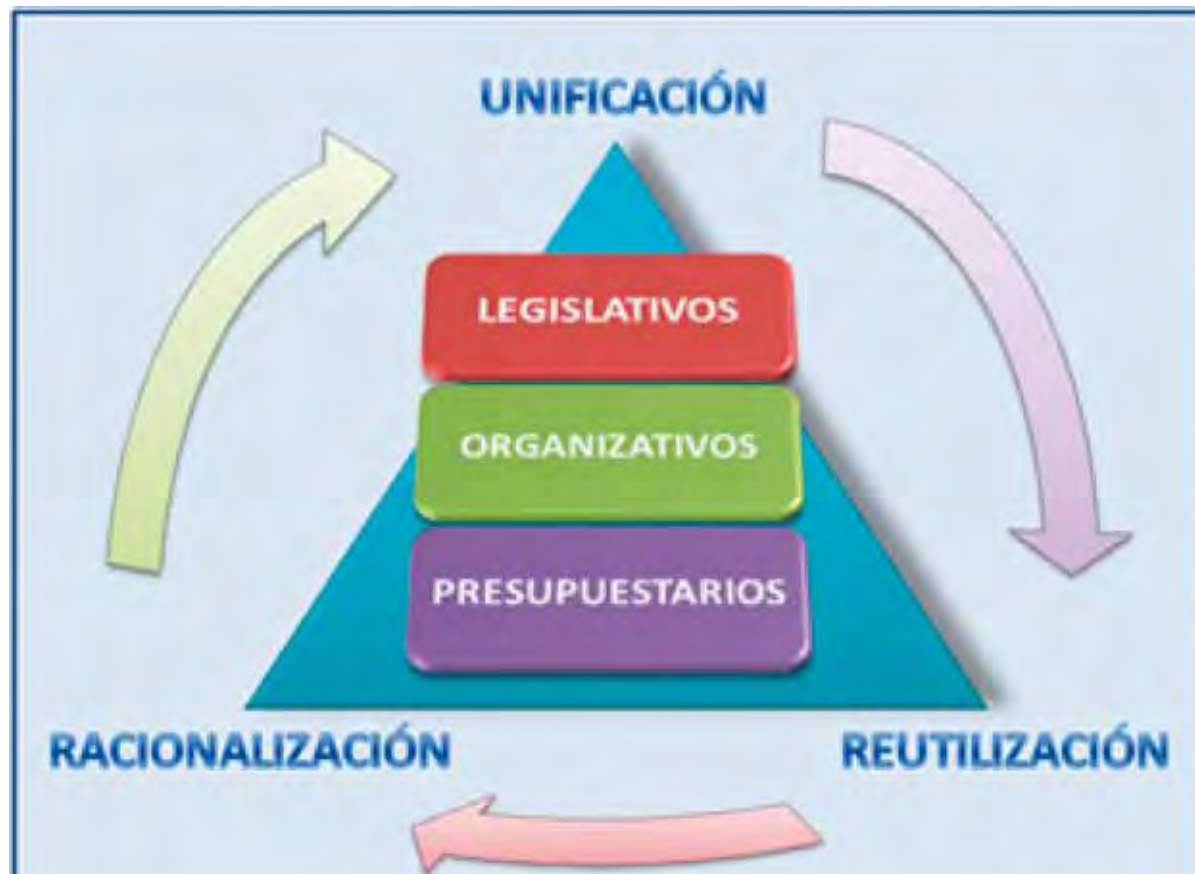 UNIFICACIÓN
LEGISLATIVOS
ORGANIZATIVOS
PRESUPUESTARIOS
RACIONALIZACIÓN
REUTILIZACIÓN